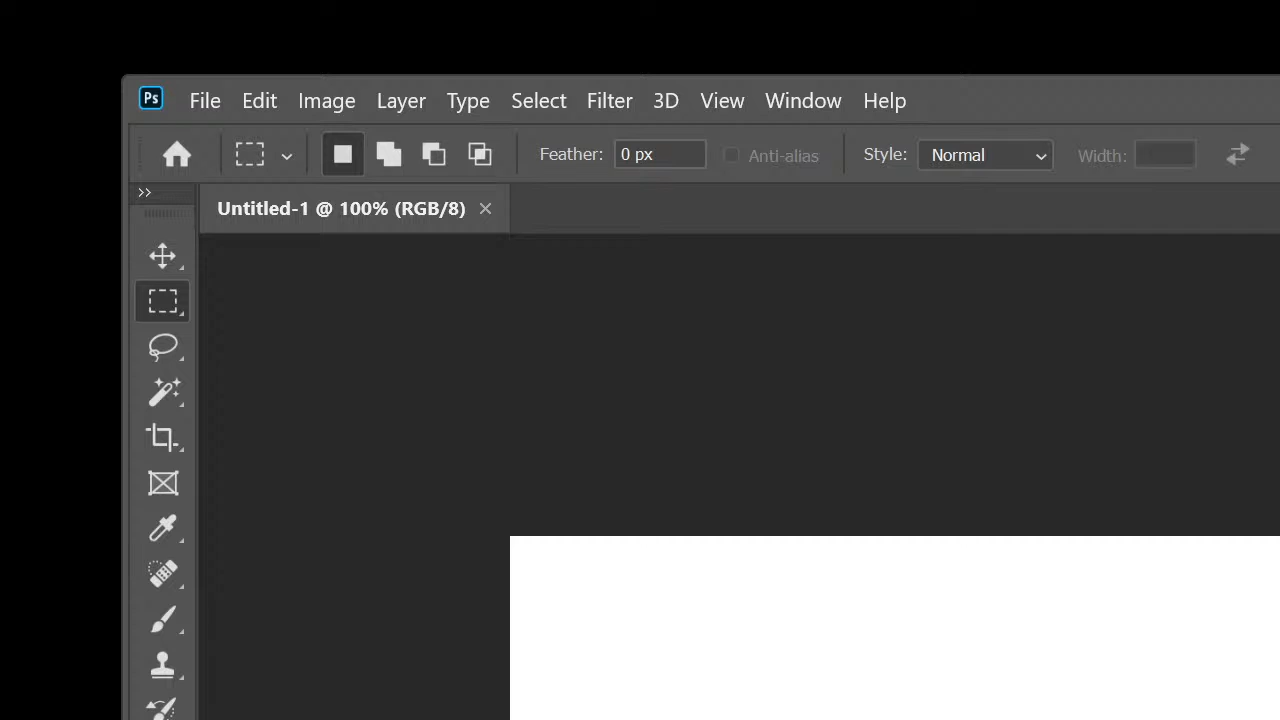 Ps File Edit Image Layer Type Select Filter 3D View Window Help
Feather: 0 px Anti-alias Style: Normal Width:
Untitled-1 @ 100% (RGB/8)